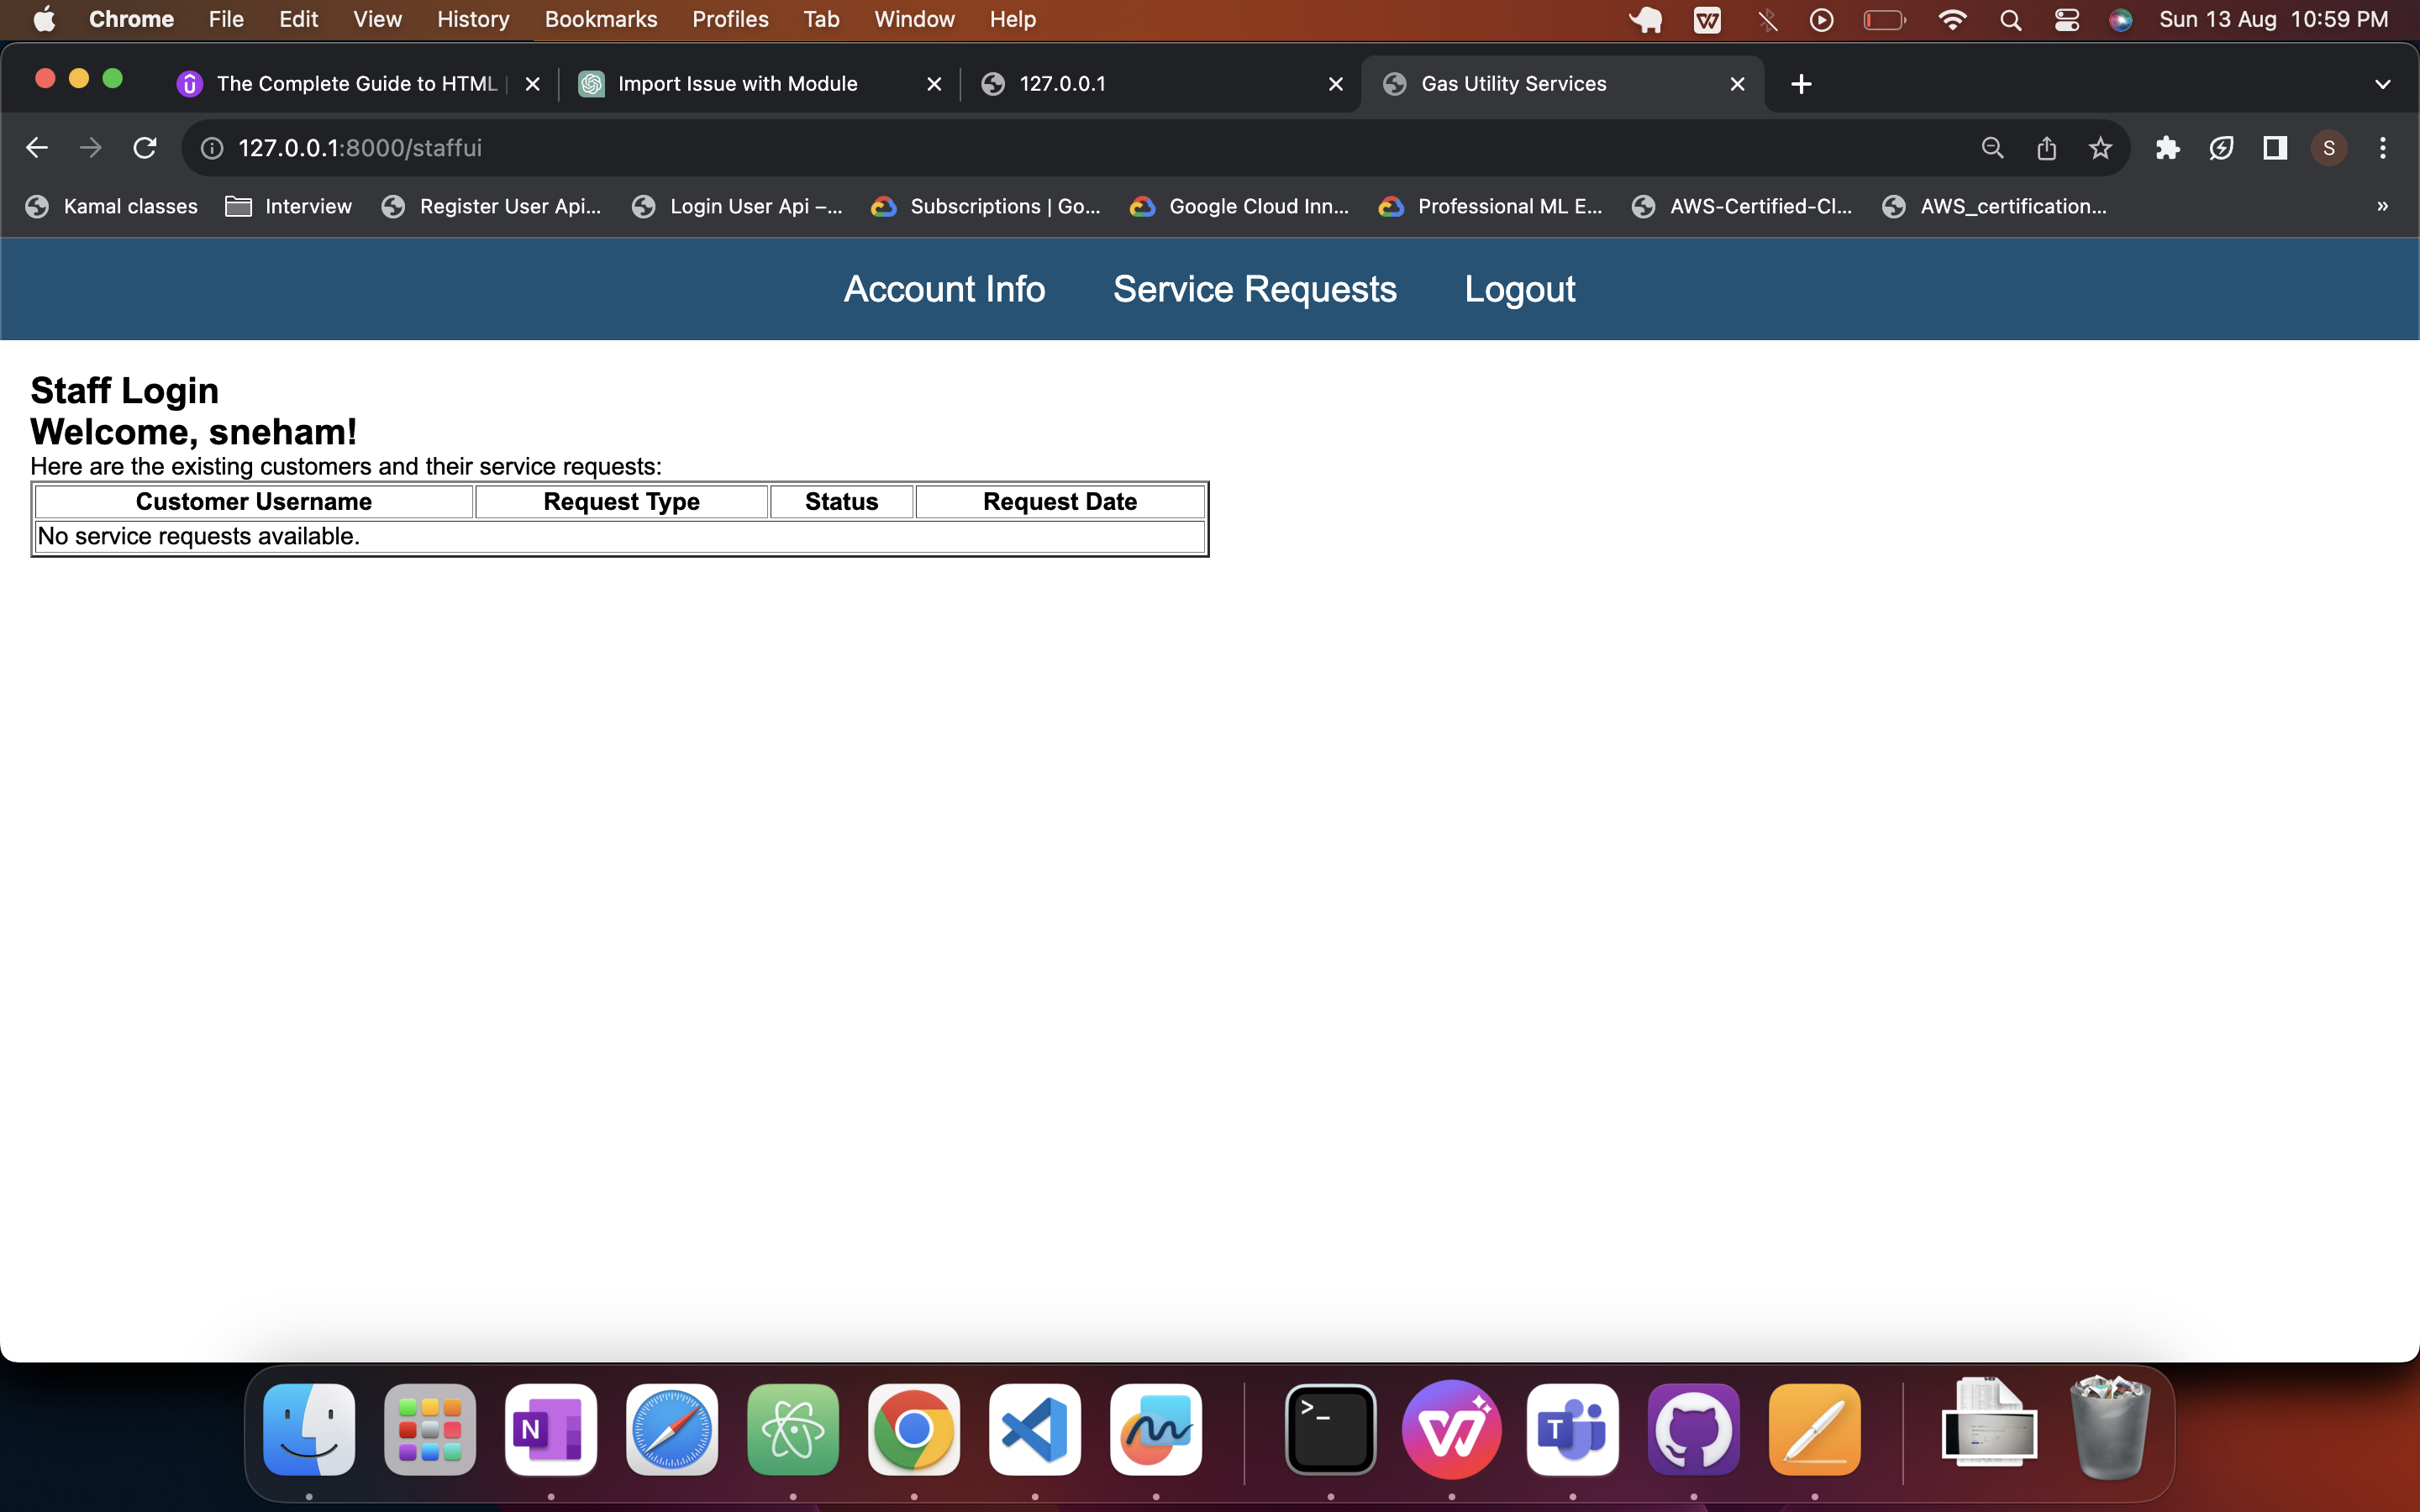 Chrome File Edit View History Bookmarks Profiles Tab Window Help Sun 13 Aug 10:59 PM
The Complete Guide to HTML Import Issue with Module 127.0.0.1 Gas Utility Services
127.0.0.1:8000/staffui S
Kamal classes Interview Register User Api... Login User Api –... Subscriptions | Go... Google Cloud Inn... Professional ML E... AWS-Certified-Cl... AWS_certification... »
Account Info Service Requests Logout
Staff Login
Welcome, sneham!
Here are the existing customers and their service requests:
Customer Username Request Type Status Request Date
No service requests available.
N >_ W T